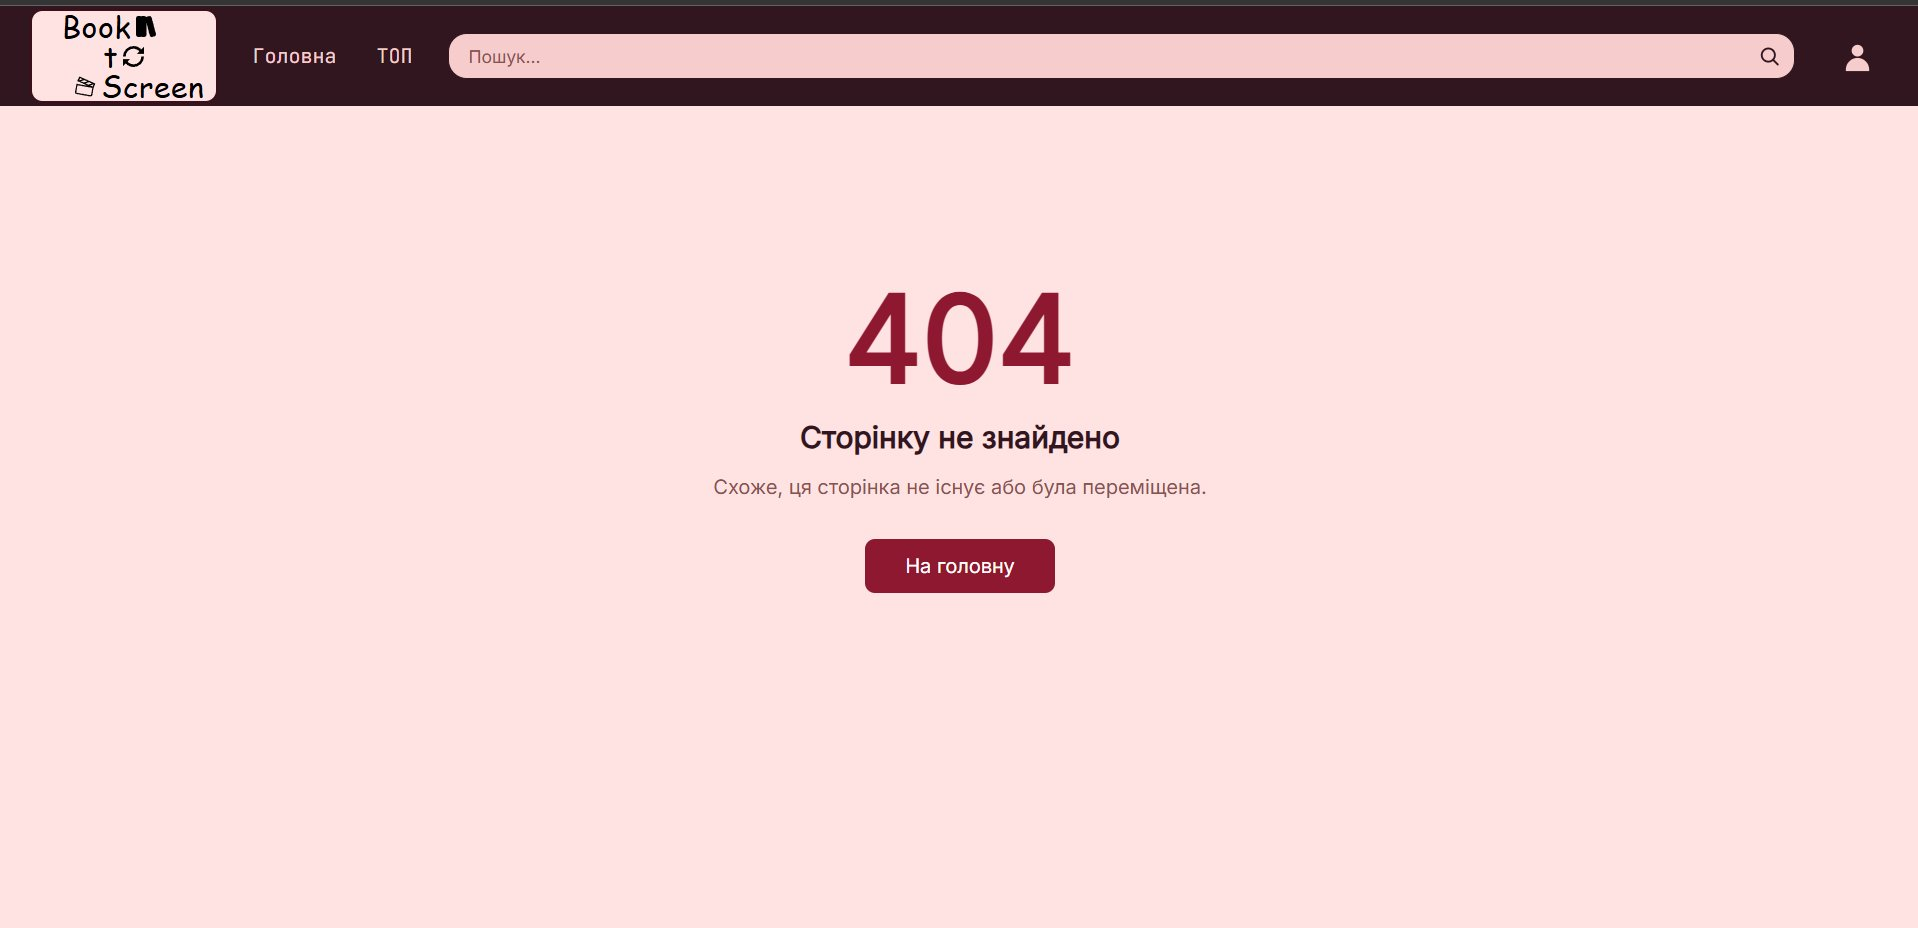 Book
t
Screen
Головна
ТОП
Пошук...
404
Сторінку не знайдено
Схоже, ця сторінка не існує або була переміщена.
На головну